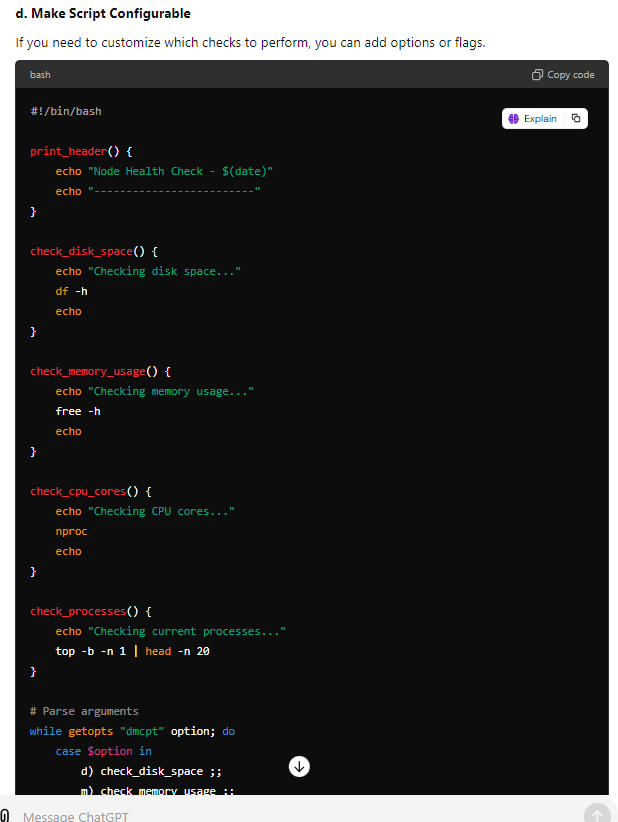 d. Make Script Configurable
If you need to customize which checks to perform, you can add options or flags.
bash
Copy code
#!/bin/bash
Explain
print_header() {
    echo "Node Health Check - $(date)"
    echo "-------------------------"
}
check_disk_space() {
    echo "Checking disk space..."
    df -h
    echo
}
check_memory_usage() {
    echo "Checking memory usage..."
    free -h
    echo
}
check_cpu_cores() {
    echo "Checking CPU cores..."
    nproc
    echo
}
check_processes() {
    echo "Checking current processes..."
    top -b -n 1 | head -n 20
}
# Parse arguments
while getopts "dmcpt" option; do
    case $option in
        d) check_disk_space ;;
        m) check_memory_usage ;;
Message ChatGPT